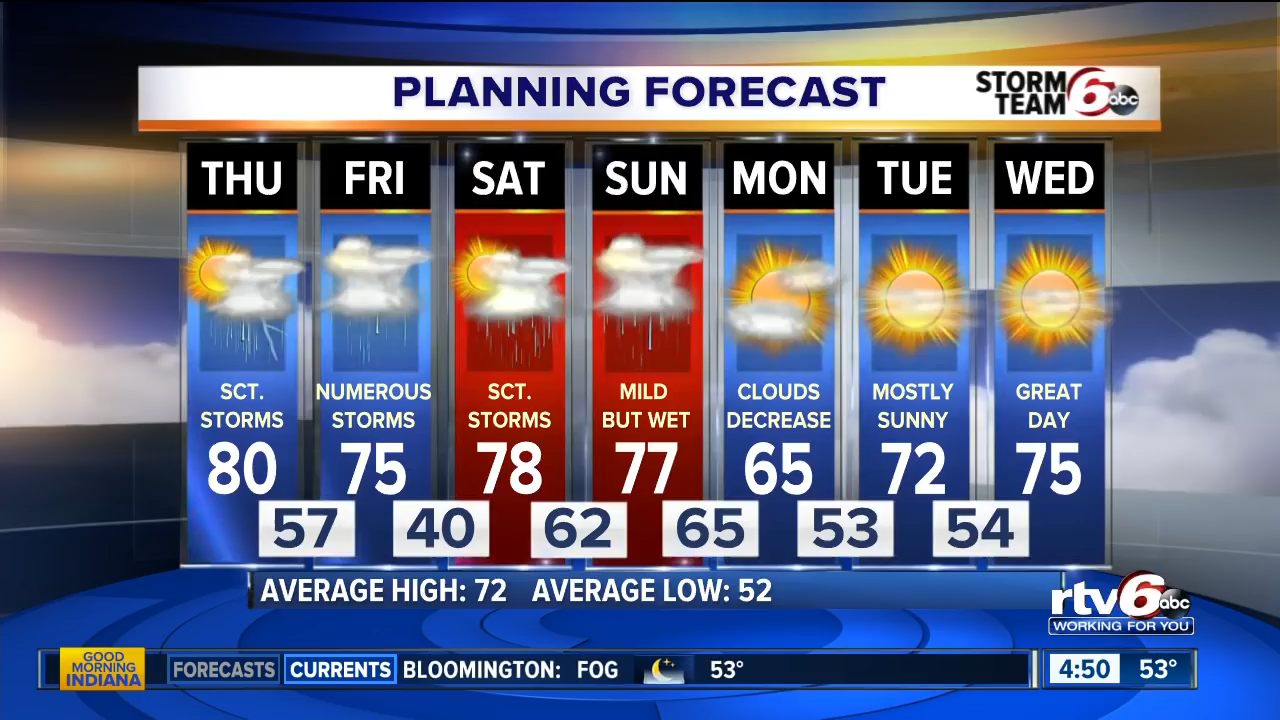 PLANNING FORECAST
STORM
TEAM 6 abc
THU FRI SAT SUN MON TUE WED
SCT. NUMEROUS SCT. MILD CLOUDS MOSTLY GREAT
STORMS STORMS STORMS BUT WET DECREASE SUNNY DAY
80 75 78 77 65 72 75
57 40 62 65 53 54
AVERAGE HIGH: 72 AVERAGE LOW: 52
rtv6 abc
WORKING FOR YOU
GOOD
MORNING
INDIANA
FORECASTS CURRENTS BLOOMINGTON: FOG 53° 4:50 53°